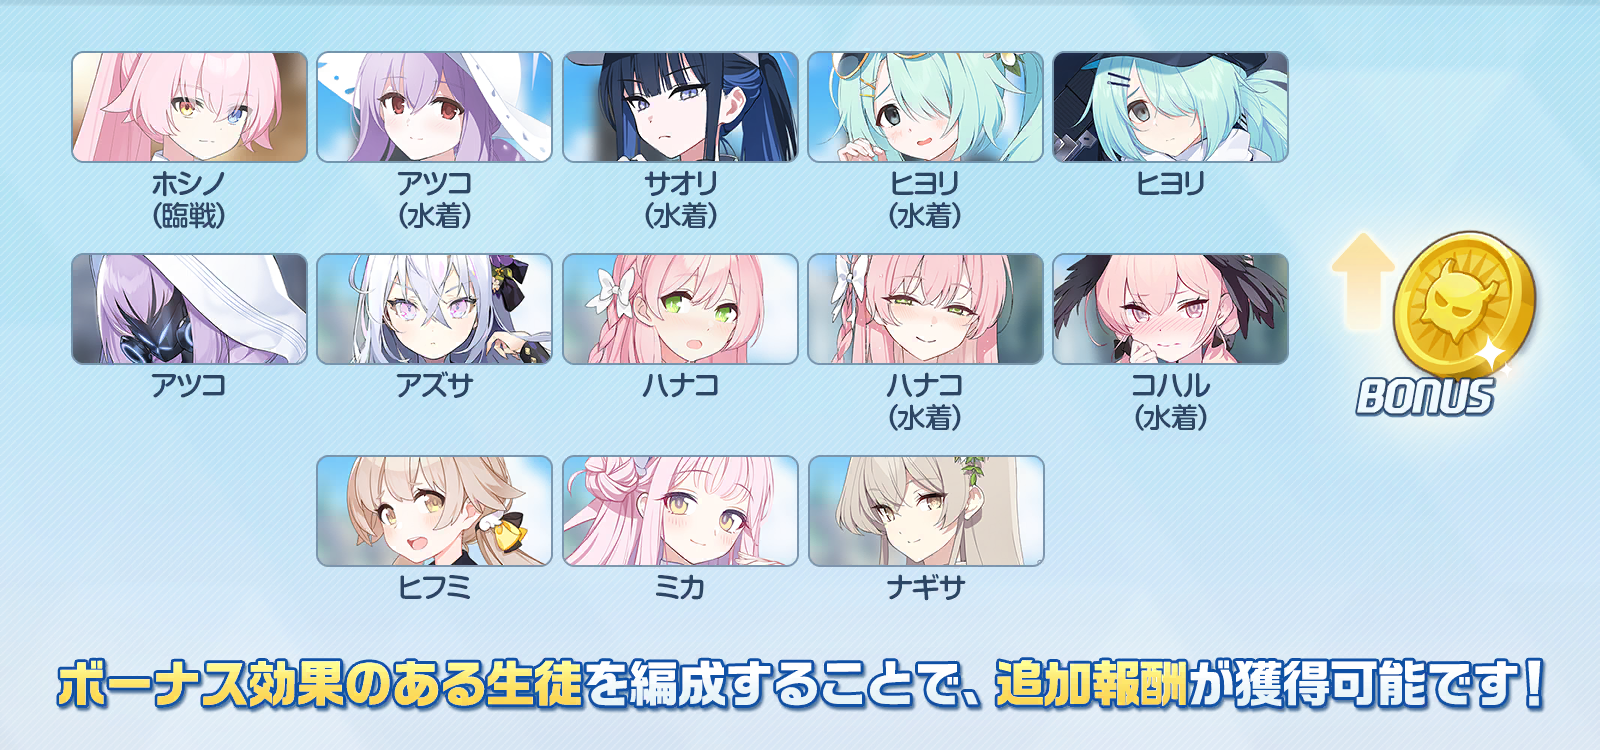 ホシノ
(臨戦)
アツコ
(水着)
サオリ
(水着)
ヒヨリ
(水着)
ヒヨリ
アツコ
アズサ
ハナコ
ハナコ
(水着)
コハル
(水着)
BONUS
ヒフミ
ミカ
ナギサ
ボーナス効果のある生徒を編成することで、追加報酬が獲得可能です!